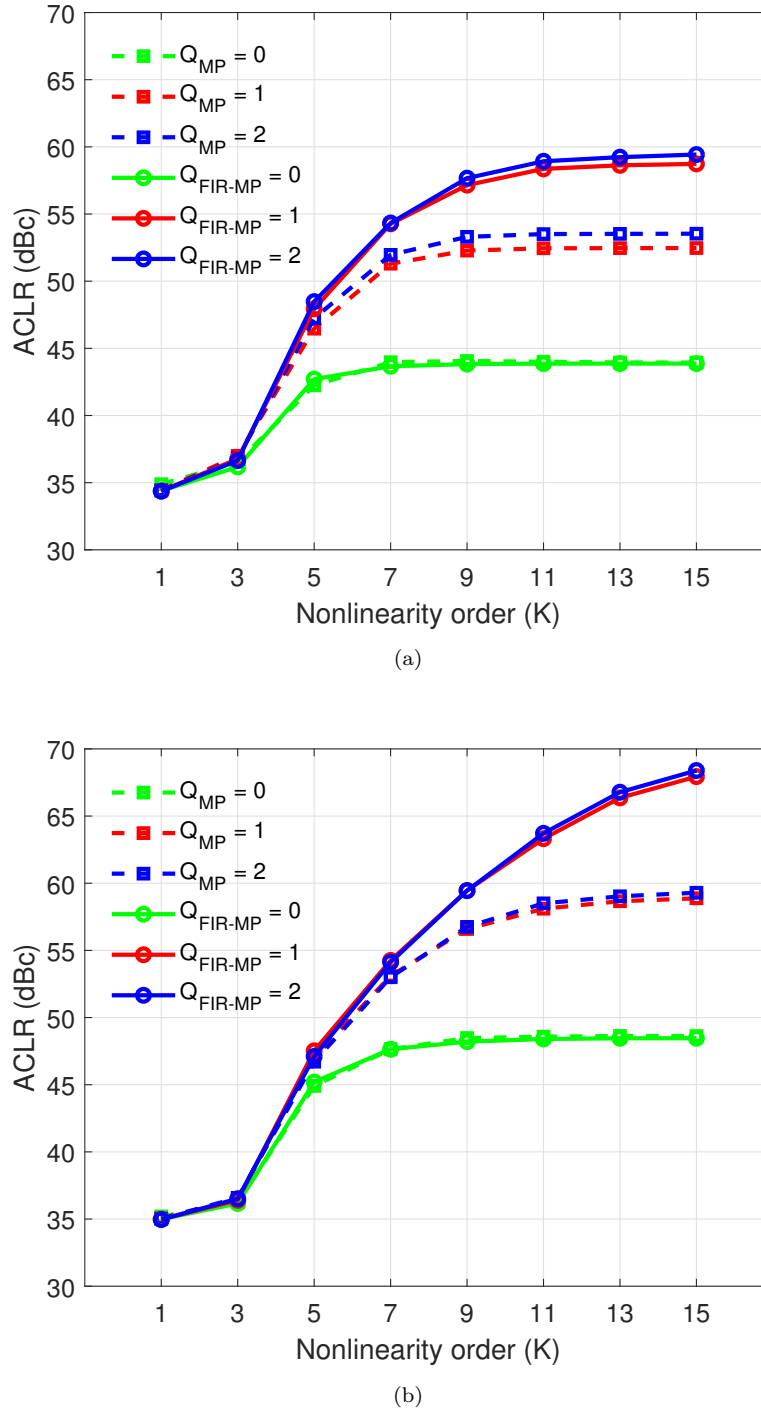 70
65
60
55
50
45
40
35
30
ACLR (dBc)
Q_MP = 0
Q_MP = 1
Q_MP = 2
Q_FIR-MP = 0
Q_FIR-MP = 1
Q_FIR-MP = 2
1 3 5 7 9 11 13 15
Nonlinearity order (K)
(a)
70
65
60
55
50
45
40
35
30
ACLR (dBc)
Q_MP = 0
Q_MP = 1
Q_MP = 2
Q_FIR-MP = 0
Q_FIR-MP = 1
Q_FIR-MP = 2
1 3 5 7 9 11 13 15
Nonlinearity order (K)
(b)